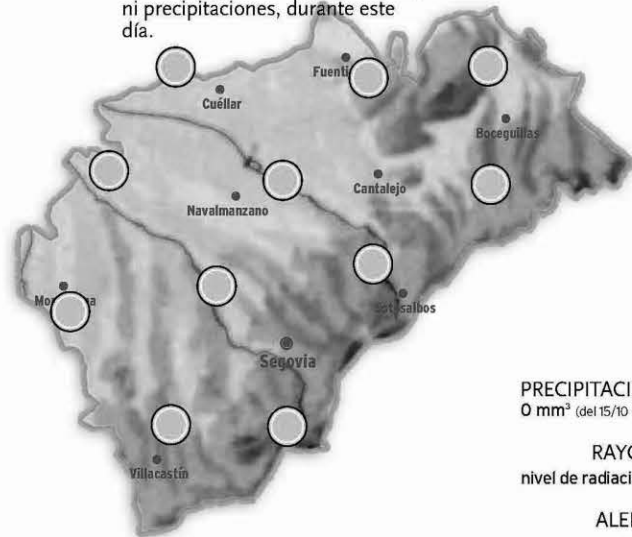 ni precipitaciones, durante este
día.
Cuéllar
Boceguillas
Cantalejo
Navalmanzano
Segovia
PRECIPITACI
0 mm³ (del 15/10
RAYO
nivel de radiaci
ALE
Villacastín